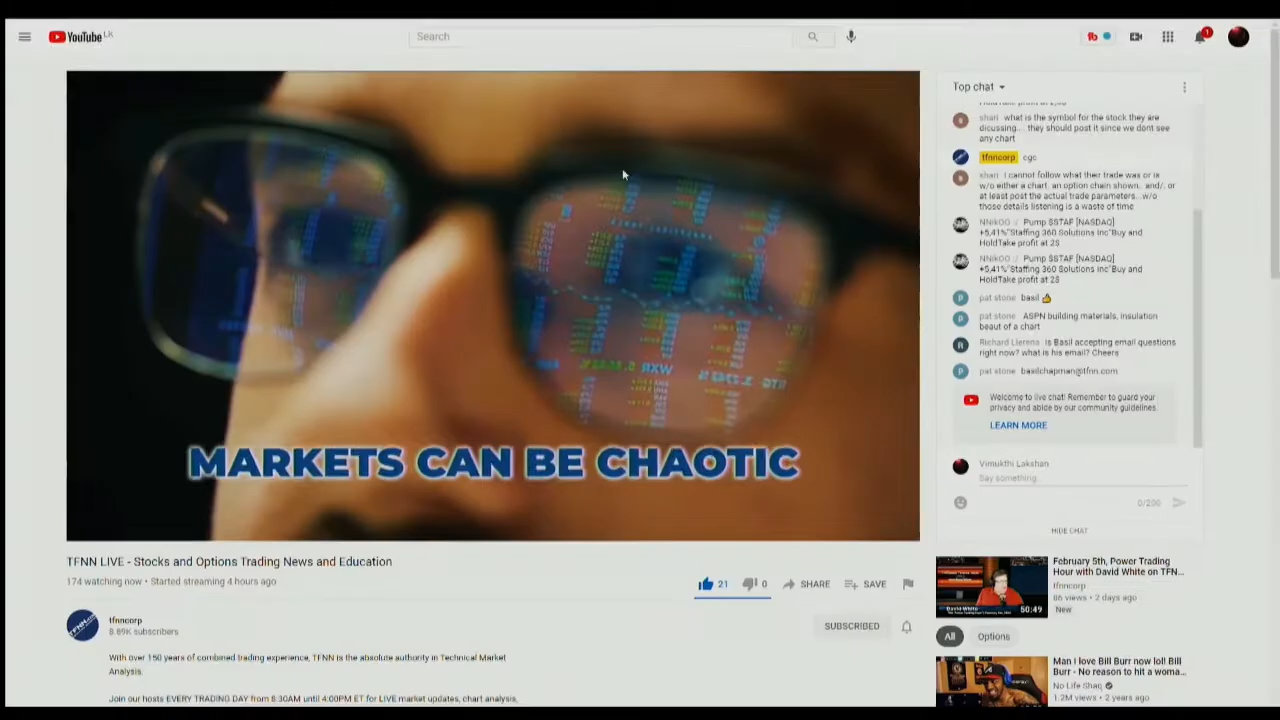 YouTube LK
Search
1
Top chat
shari what is the symbol for the stock they are
dicussing... they should post it since we dont see
any chart
tfnncorp cgc
shari I cannot follow what their trade was or is
w/o either a chart, an option chain shown, and/, or
at least post the actual trade parameters...w/o
those details listening is a waste of time
NNikOO :/ Pump $STAF [NASDAQ]
+5,41%"Staffing 360 Solutions Inc"Buy and
HoldTake profit at 2$
NNikOO :/ Pump $STAF [NASDAQ]
+5,41%"Staffing 360 Solutions Inc"Buy and
HoldTake profit at 2$
pat stone basil 👍
pat stone ASPN building materials, insulation
beaut of a chart
Richard Llerena Is Basil accepting email questions
right now? what is his email? Cheers
pat stone basilchapman@tfnn.com
Welcome to live chat! Remember to guard your
privacy and abide by our community guidelines.
LEARN MORE
Vimukthi Lakshan
Say something...
0/200
HIDE CHAT
MARKETS CAN BE CHAOTIC
TFNN LIVE - Stocks and Options Trading News and Education
174 watching now • Started streaming 4 hours ago
21 0 SHARE SAVE
tfnncorp
8.89K subscribers
SUBSCRIBED
With over 150 years of combined trading experience, TFNN is the absolute authority in Technical Market
Analysis.
Join our hosts EVERY TRADING DAY from 8:30AM until 4:00PM ET for LIVE market updates, chart analysis,
February 5th, Power Trading
Hour with David White on TFN...
tfnncorp
86 views • 2 days ago
New
David White
50:49
All Options
Man I love Bill Burr now lol! Bill
Burr - No reason to hit a woma...
No Life Shaq
1.2M views • 2 years ago